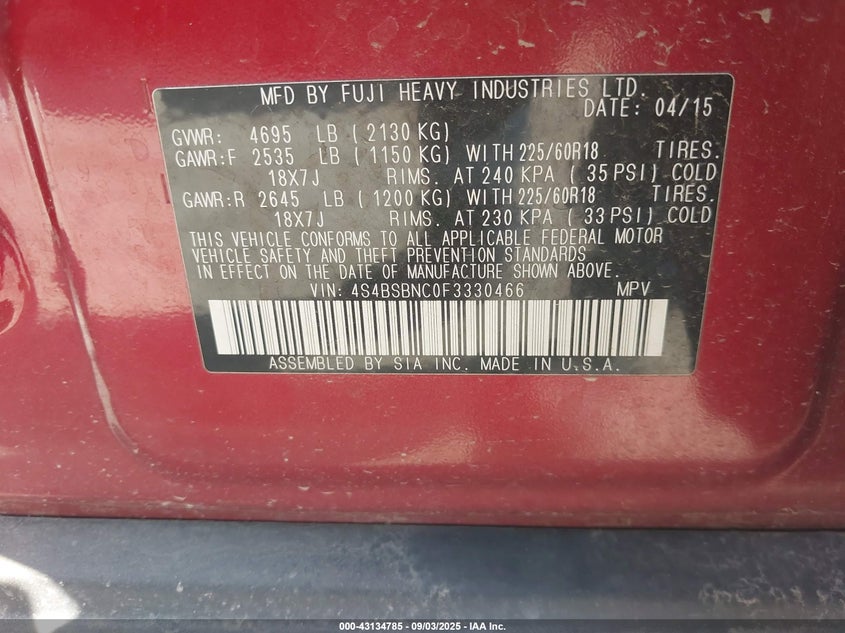 MFD BY FUJI HEAVY INDUSTRIES LTD.
DATE: 04/15
GVWR: 4695 LB ( 2130 KG)
GAWR:F 2535 LB ( 1150 KG) WITH 225/60R18 TIRES.
18X7J RIMS. AT 240 KPA ( 35 PSI) COLD
GAWR:R 2645 LB ( 1200 KG) WITH 225/60R18 TIRES.
18X7J RIMS. AT 230 KPA ( 33 PSI) COLD
THIS VEHICLE CONFORMS TO ALL APPLICABLE FEDERAL MOTOR
VEHICLE SAFETY AND THEFT PREVENTION STANDARDS
IN EFFECT ON THE DATE OF MANUFACTURE SHOWN ABOVE.
VIN: 4S4BSBNC0F3330466 MPV
ASSEMBLED BY SIA INC. MADE IN U.S.A.
000-43134785 - 09/03/2025 - IAA Inc.